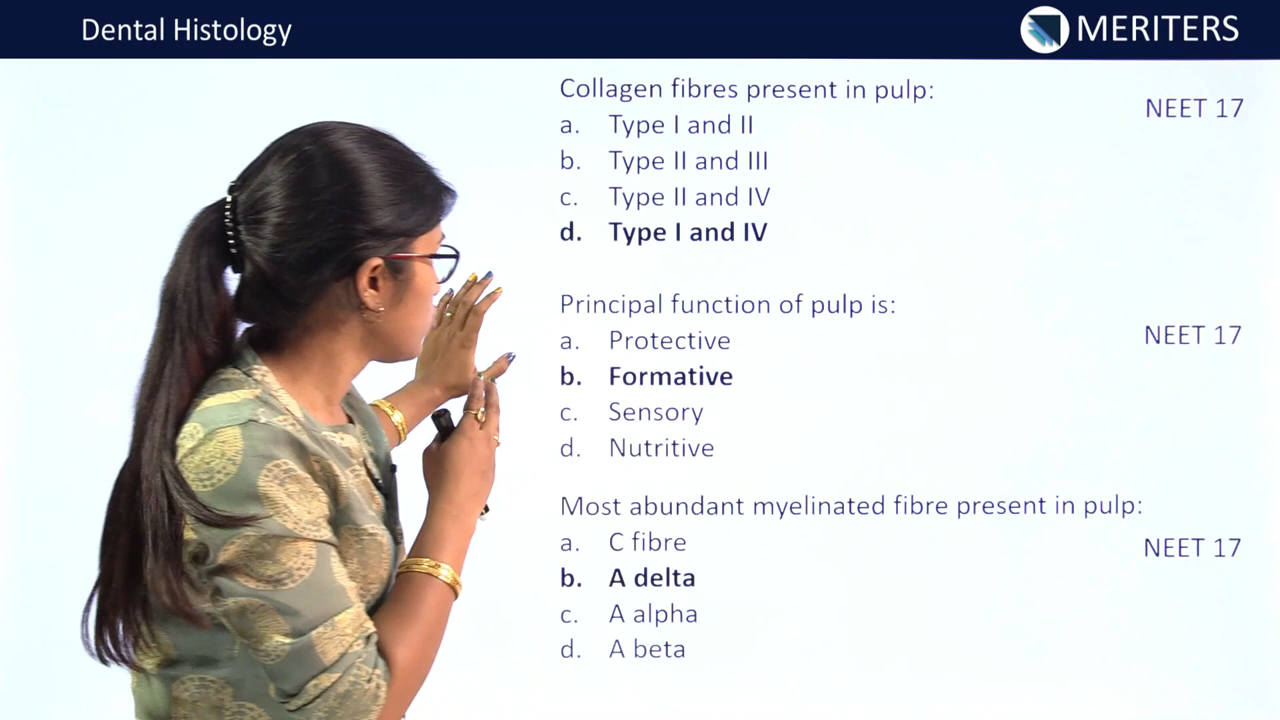 Dental Histology
MERITERS
Collagen fibres present in pulp:
NEET 17
a. Type I and II
b. Type II and III
c. Type II and IV
d. Type I and IV
Principal function of pulp is:
NEET 17
a. Protective
b. Formative
c. Sensory
d. Nutritive
Most abundant myelinated fibre present in pulp:
NEET 17
a. C fibre
b. A delta
c. A alpha
d. A beta